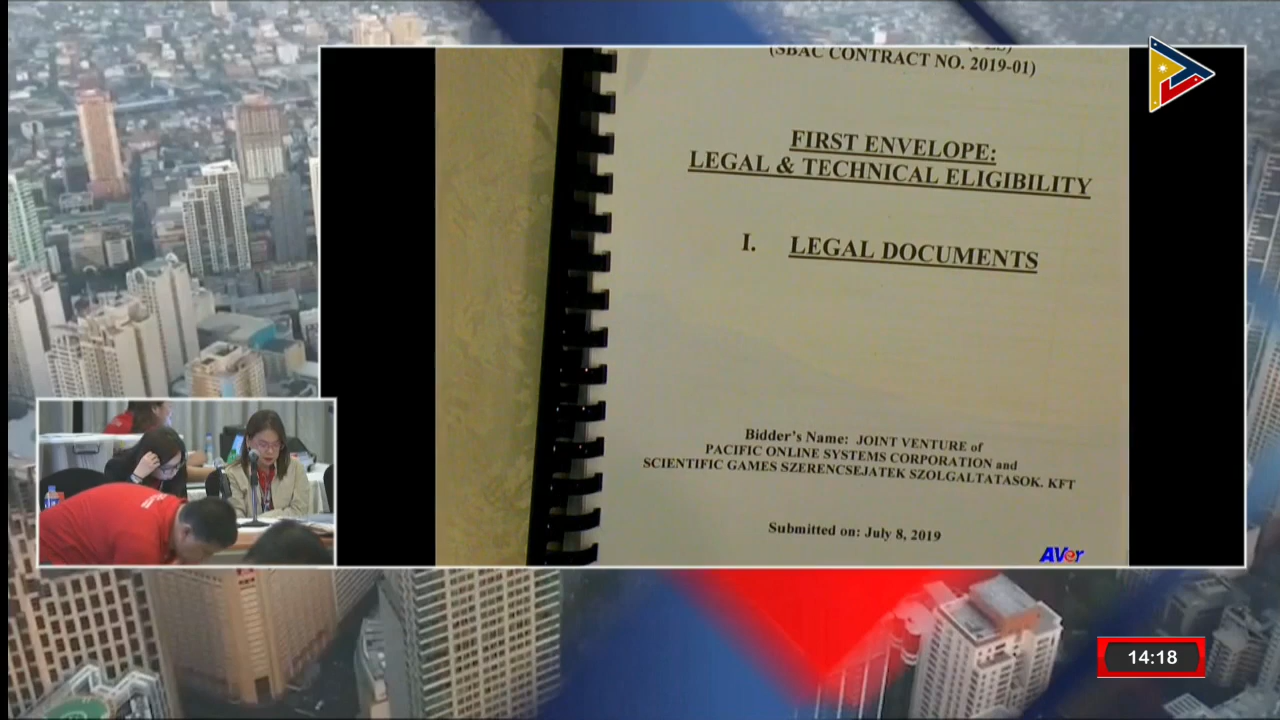 (SBAC CONTRACT NO. 2019-01)
FIRST ENVELOPE:
LEGAL & TECHNICAL ELIGIBILITY
I. LEGAL DOCUMENTS
Bidder's Name: JOINT VENTURE of
PACIFIC ONLINE SYSTEMS CORPORATION and
SCIENTIFIC GAMES SZERENCSEJATEK SZOLGALTATASOK. KFT
Submitted on: July 8, 2019
AVer
14:18